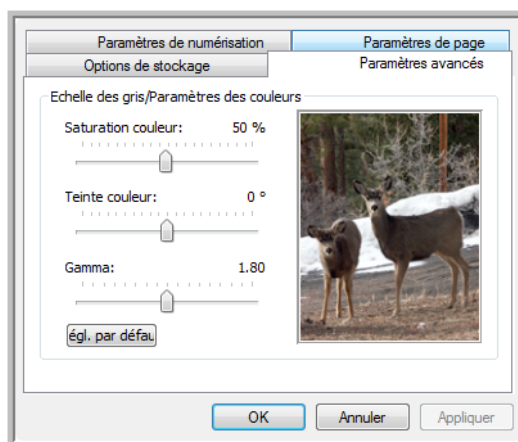 Paramètres de numérisation
Paramètres de page
Options de stockage
Paramètres avancés
Echelle des gris/Paramètres des couleurs
Saturation couleur: 50 %
Teinte couleur: 0 °
Gamma: 1.80
égl. par défau
OK
Annuler
Appliquer